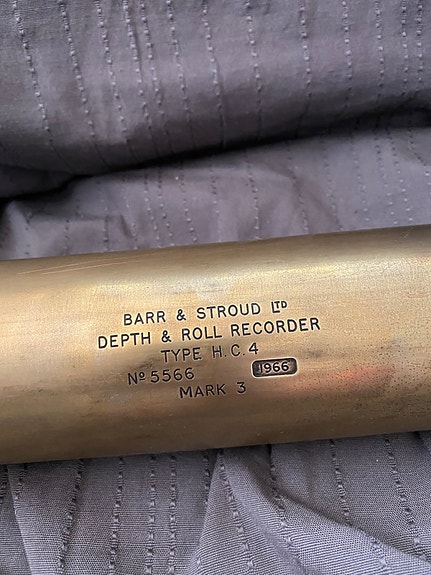 BARR & STROUD LTD
DEPTH & ROLL RECORDER
TYPE H.C.4
Nº 5566 1966
MARK 3